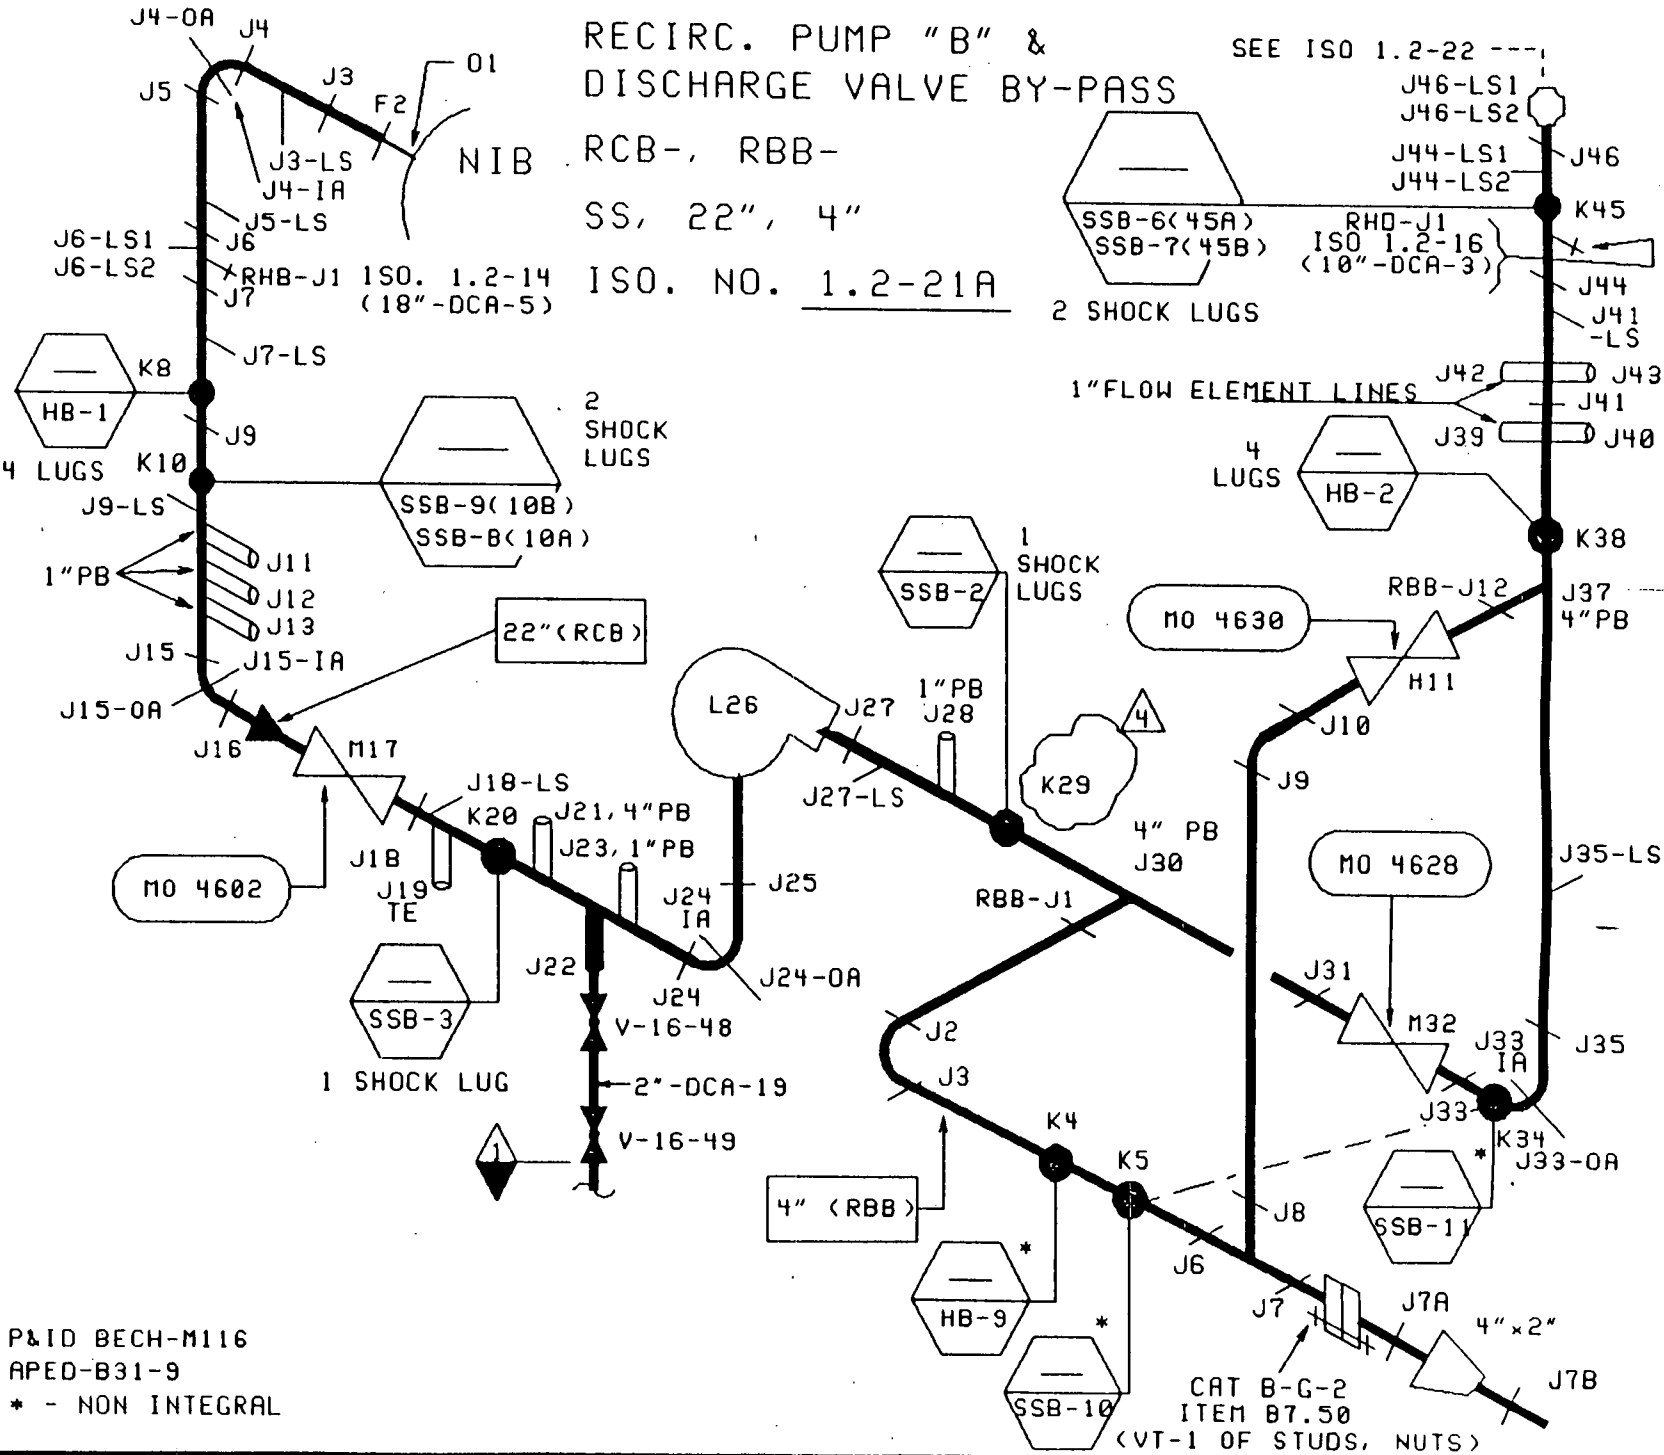 RECIRC. PUMP "B" &
DISCHARGE VALVE BY-PASS
RCB-, RBB-
SS, 22", 4"
ISO. NO. 1.2-21A
J4-OA
J4
J5
J3
F2
O1
NIB
J3-LS
J4-IA
J5-LS
J6
J6-LS1
J6-LS2
RHB-J1 ISO. 1.2-14
(18"-DCA-5)
J7
J7-LS
K8
HB-1
4 LUGS
J9
K10
2
SHOCK
LUGS
SSB-9(10B)
SSB-8(10A)
J9-LS
1"PB
J11
J12
J13
J15
J15-IA
J15-OA
J16
22"(RCB)
M17
MO 4602
J18
J18-LS
J19
TE
K20
J21, 4"PB
J23, 1"PB
SSB-3
1 SHOCK LUG
J22
V-16-48
2"-DCA-19
V-16-49
1
J24
IA
J24
J24-OA
J25
L26
J27
J27-LS
1"PB
J28
SSB-2
1
SHOCK
LUGS
K29
4
4" PB
J30
RBB-J1
J2
J3
4" (RBB)
K4
K5
HB-9
*
SSB-10
*
J6
J7
J8
J9
J10
H11
MO 4630
RBB-J12
J37
4"PB
J7A
4"x2"
J7B
CAT B-G-2
ITEM B7.50
(VT-1 OF STUDS, NUTS)
J31
M32
MO 4628
J33
IA
J33
K34
J33-OA
*
SSB-11
J35
J35-LS
K38
HB-2
4
LUGS
J39
J40
J41
J42
J43
1"FLOW ELEMENT LINES
J41
-LS
J44
RHD-J1
ISO 1.2-16
(10"-DCA-3)
K45
SSB-6(45A)
SSB-7(45B)
2 SHOCK LUGS
J44-LS1
J44-LS2
J46
J46-LS1
J46-LS2
SEE ISO 1.2-22
P&ID BECH-M116
APED-B31-9
* - NON INTEGRAL